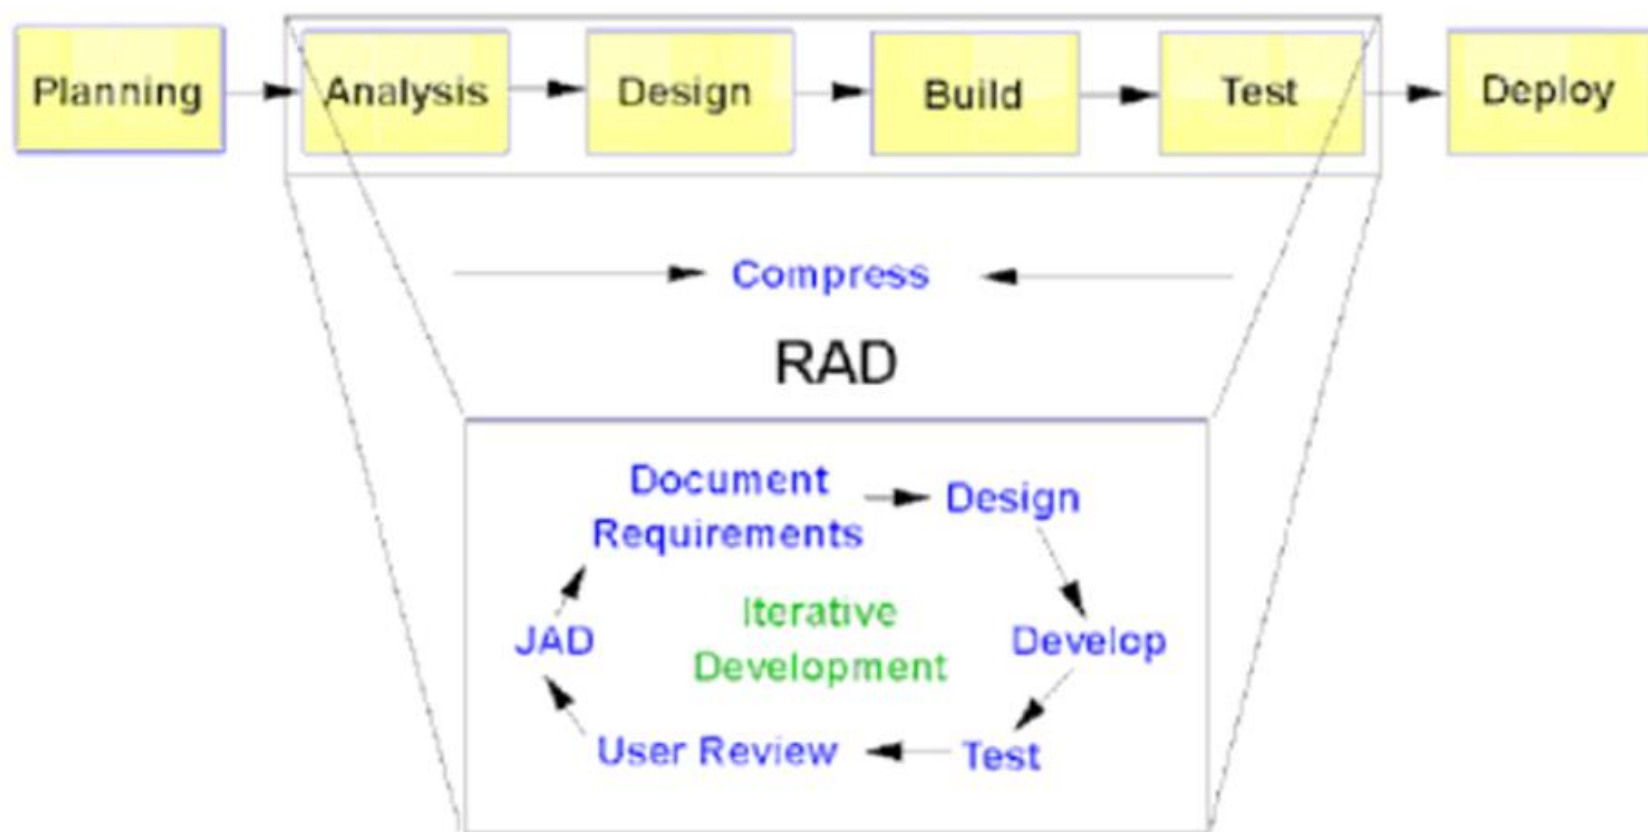 Planning
Analysis
Design
Build
Test
Deploy
Compress
RAD
Document
Requirements
Design
Iterative
Development
JAD
Develop
User Review
Test